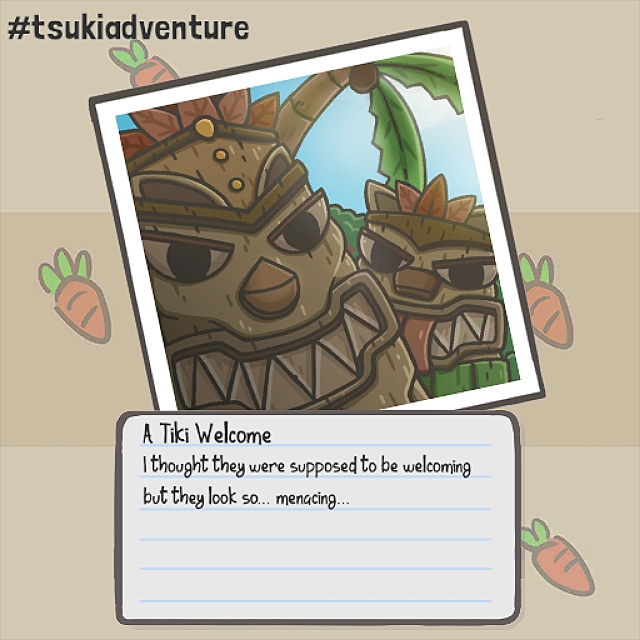 #tsukiadventure
A Tiki Welcome
I thought they were supposed to be welcoming
but they look so... menacing...